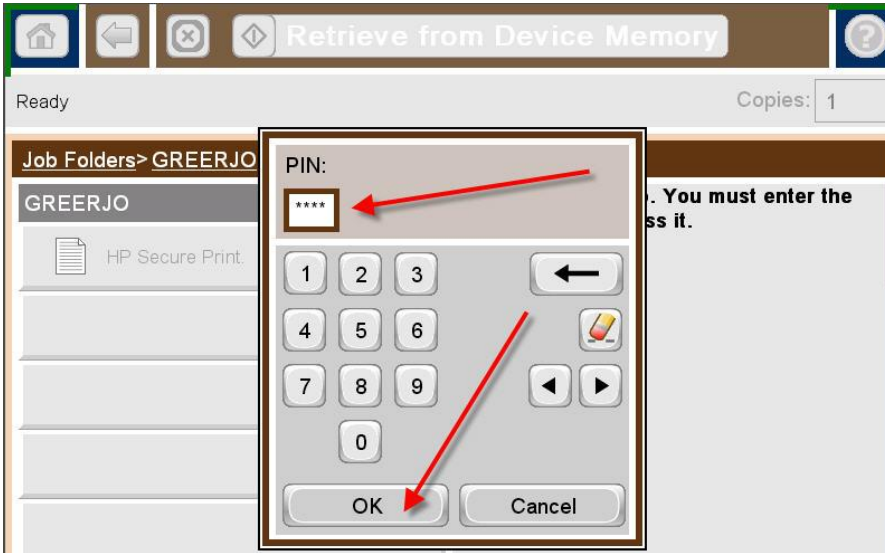 Retrieve from Device Memory
?
Ready
Copies: 1
Job Folders> GREERJO
GREERJO
HP Secure Print.
. You must enter the
ss it.
PIN:
****
1 2 3
4 5 6
7 8 9
0
OK Cancel